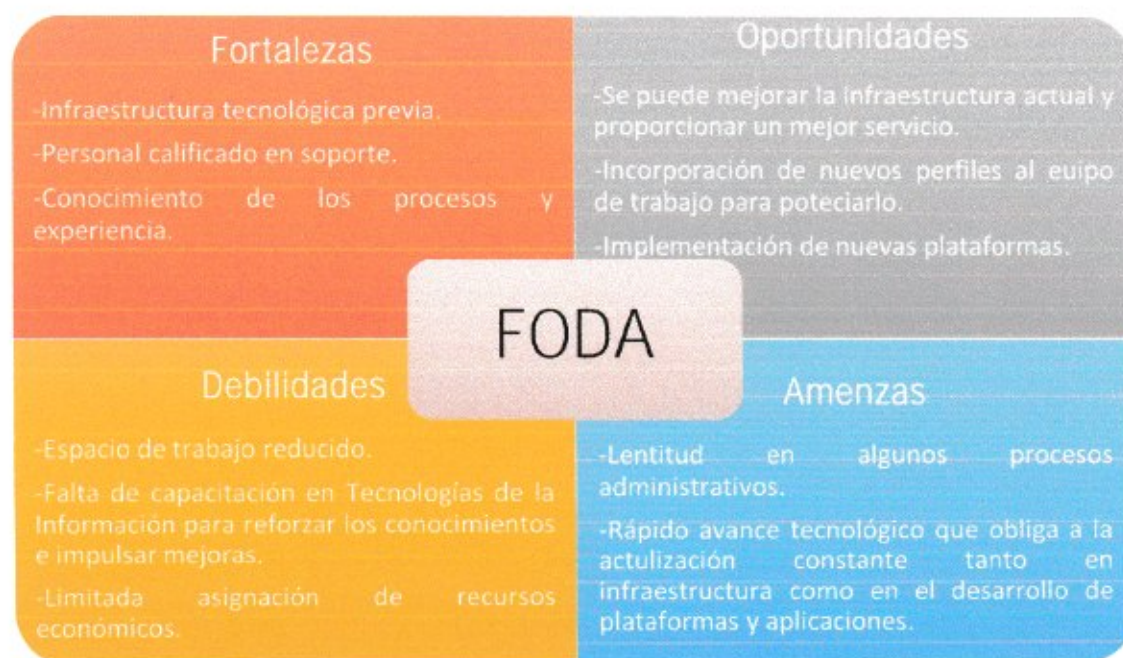 Fortalezas
-Infraestructura tecnológica previa.
-Personal calificado en soporte.
-Conocimiento de los procesos y
experiencia.
Oportunidades
-Se puede mejorar la infraestructura actual y
proporcionar un mejor servicio.
-Incorporación de nuevos perfiles al euipo
de trabajo para poteciarlo.
-Implementación de nuevas plataformas.
FODA
Debilidades
-Espacio de trabajo reducido.
-Falta de capacitación en Tecnologías de la
Información para reforzar los conocimientos
e impulsar mejoras.
-Limitada asignación de recursos
económicos.
Amenzas
-Lentitud en algunos procesos
administrativos.
-Rápido avance tecnológico que obliga a la
actulización constante tanto en
infraestructura como en el desarrollo de
plataformas y aplicaciones.